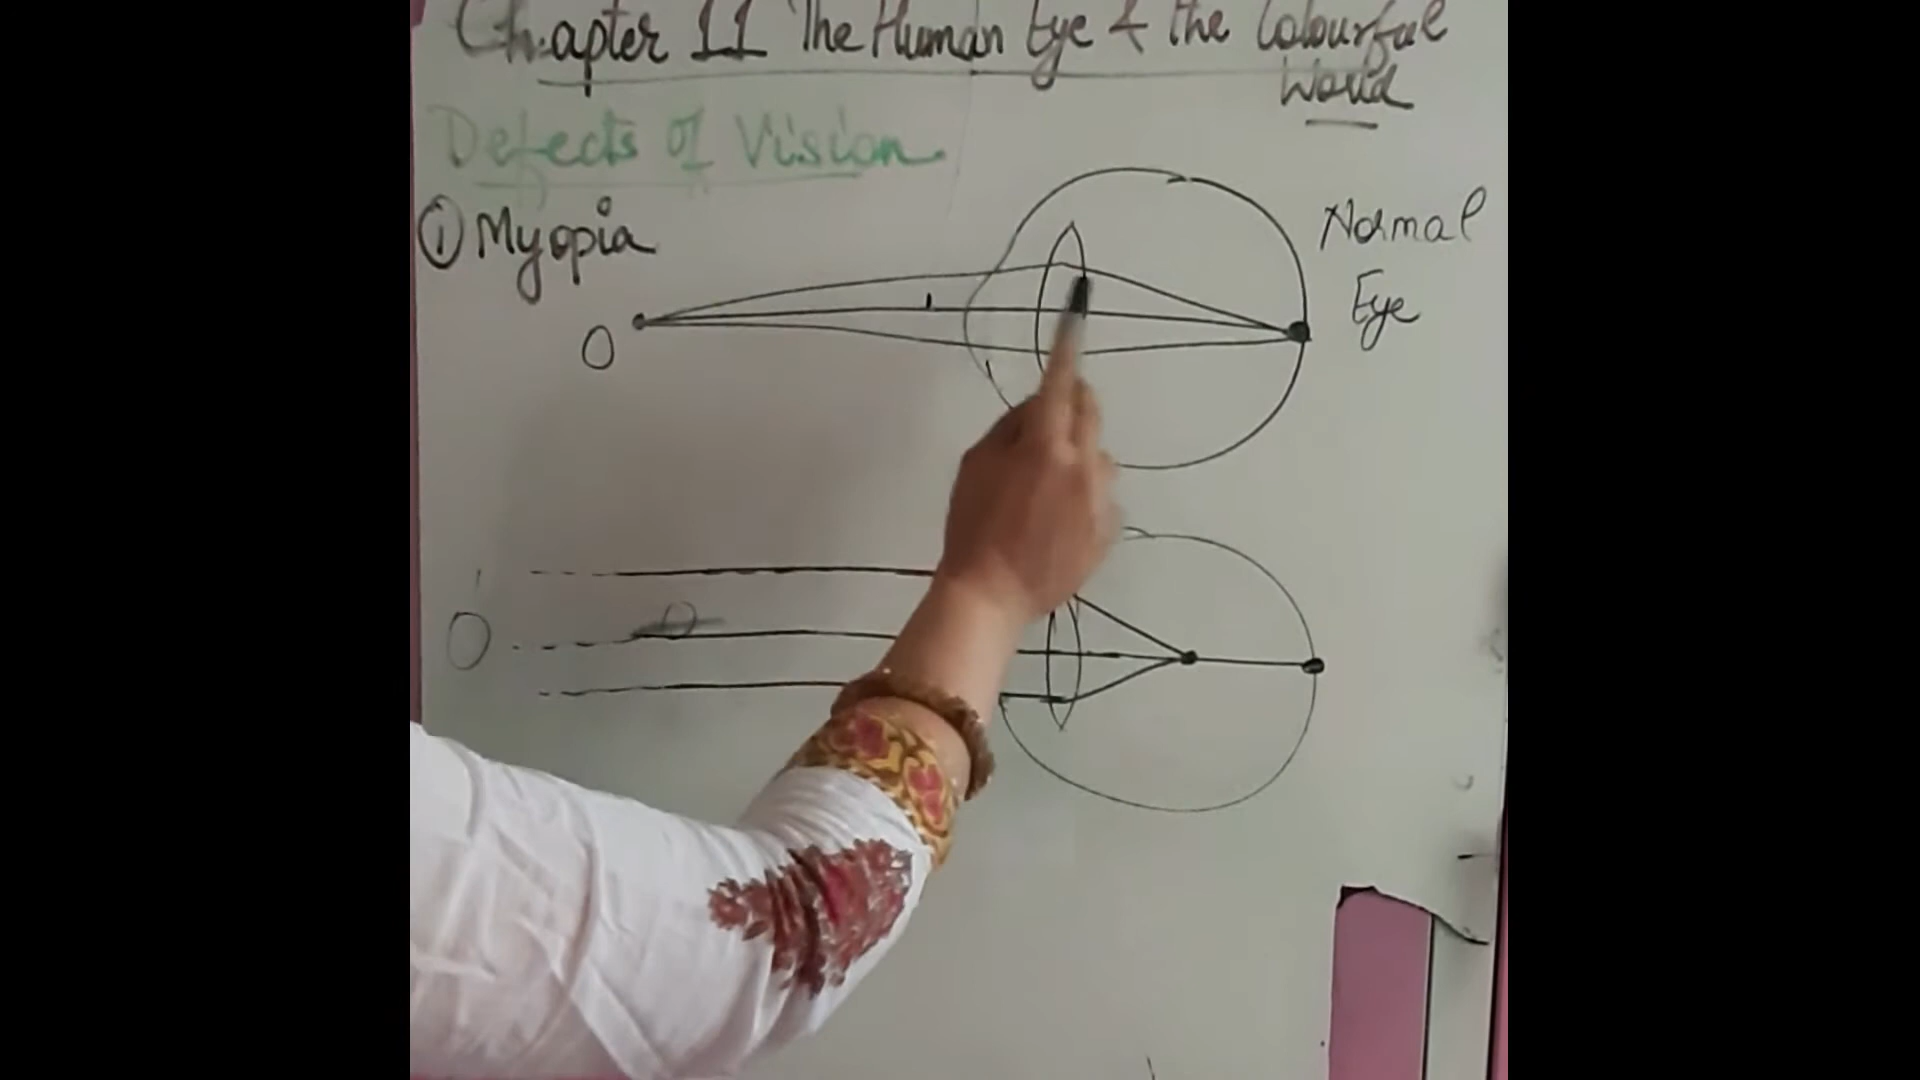 Chapter 11 The Human Eye & the Colourful
World
Defects of Vision
① Myopia
Normal
Eye
O
O